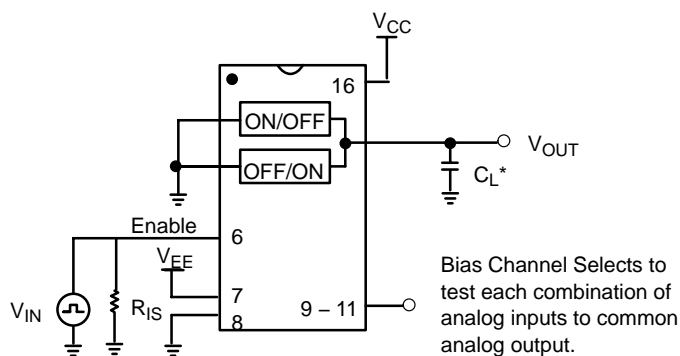 VCC
16
ON/OFF
OFF/ON
VOUT
CL*
Enable
6
VEE
7
VIN
RIS
8
9 – 11
Bias Channel Selects to
test each combination of
analog inputs to common
analog output.